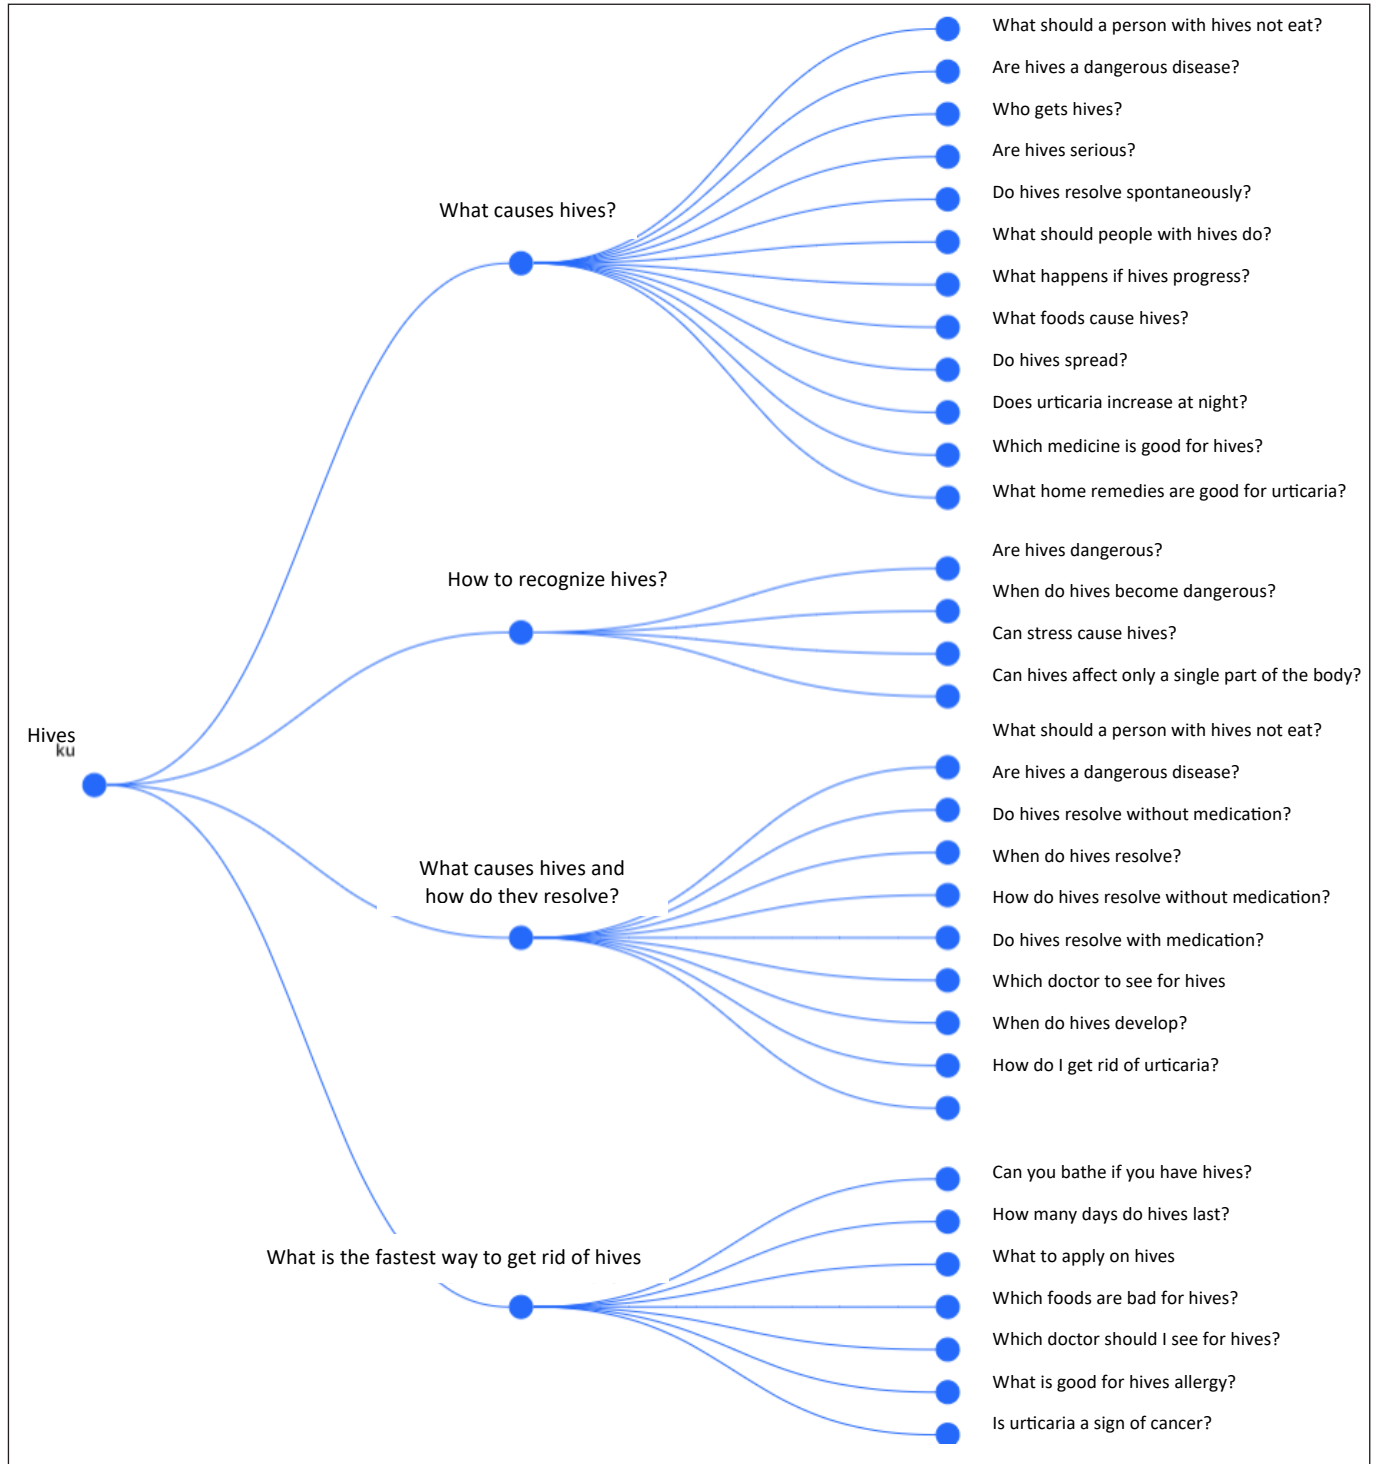 What should a person with hives not eat?
Are hives a dangerous disease?
Who gets hives?
Are hives serious?
Do hives resolve spontaneously?
What causes hives?
What should people with hives do?
What happens if hives progress?
What foods cause hives?
Do hives spread?
Does urticaria increase at night?
Which medicine is good for hives?
What home remedies are good for urticaria?
Are hives dangerous?
How to recognize hives?
When do hives become dangerous?
Can stress cause hives?
Can hives affect only a single part of the body?
Hives
ku
What should a person with hives not eat?
Are hives a dangerous disease?
Do hives resolve without medication?
When do hives resolve?
What causes hives and
how do they resolve?
How do hives resolve without medication?
Do hives resolve with medication?
Which doctor to see for hives
When do hives develop?
How do I get rid of urticaria?
Can you bathe if you have hives?
How many days do hives last?
What is the fastest way to get rid of hives
What to apply on hives
Which foods are bad for hives?
Which doctor should I see for hives?
What is good for hives allergy?
Is urticaria a sign of cancer?